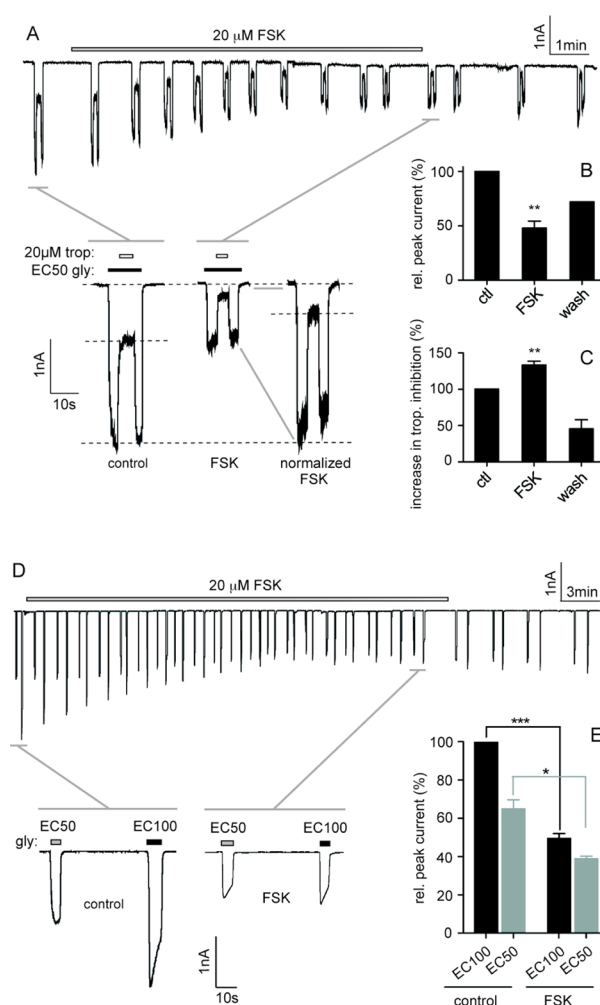 A
20 µM FSK
1nA
1min
20µM trop:
EC50 gly:
1nA
10s
control
FSK
normalized
FSK
B
rel. peak current (%)
100
50
0
**
ctl
FSK
wash
C
increase in trop. inhibition (%)
150
100
50
0
**
ctl
FSK
wash
D
20 µM FSK
1nA
3min
gly:
EC50
EC100
control
EC50
EC100
FSK
1nA
10s
E
rel. peak current (%)
100
80
60
40
20
0
***
*
EC100
EC50
EC100
EC50
control
FSK